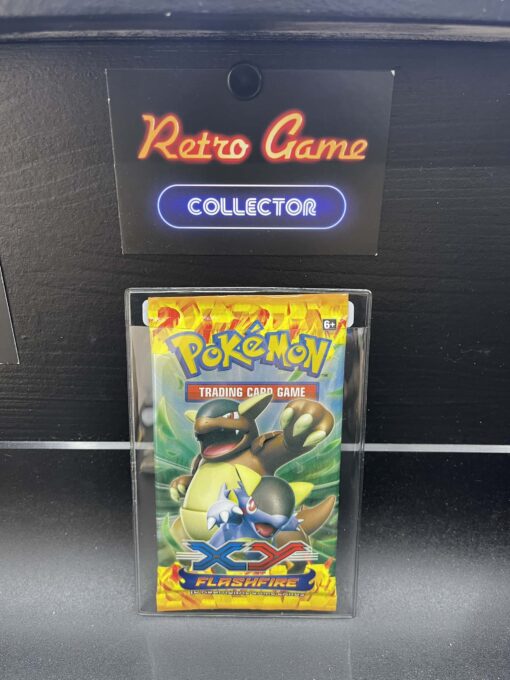 Retro Game
COLLECTOR
6+
POKéMON
TRADING CARD GAME
XY
FLASHFIRE